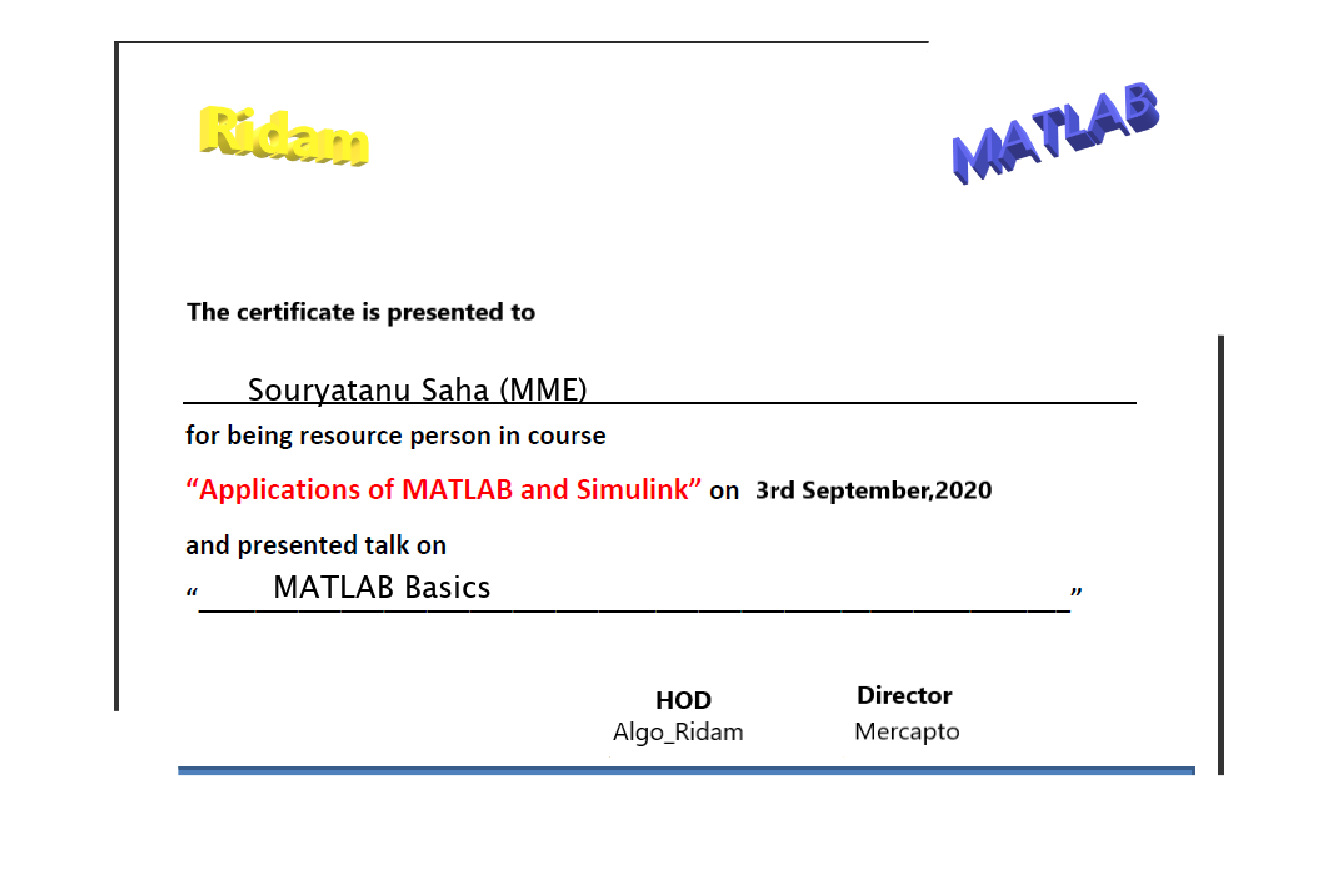 Ridam
MATLAB
The certificate is presented to
Souryatanu Saha (MME)
for being resource person in course
“Applications of MATLAB and Simulink” on 3rd September,2020
and presented talk on
“ MATLAB Basics ”
HOD Director
Algo_Ridam Mercapto